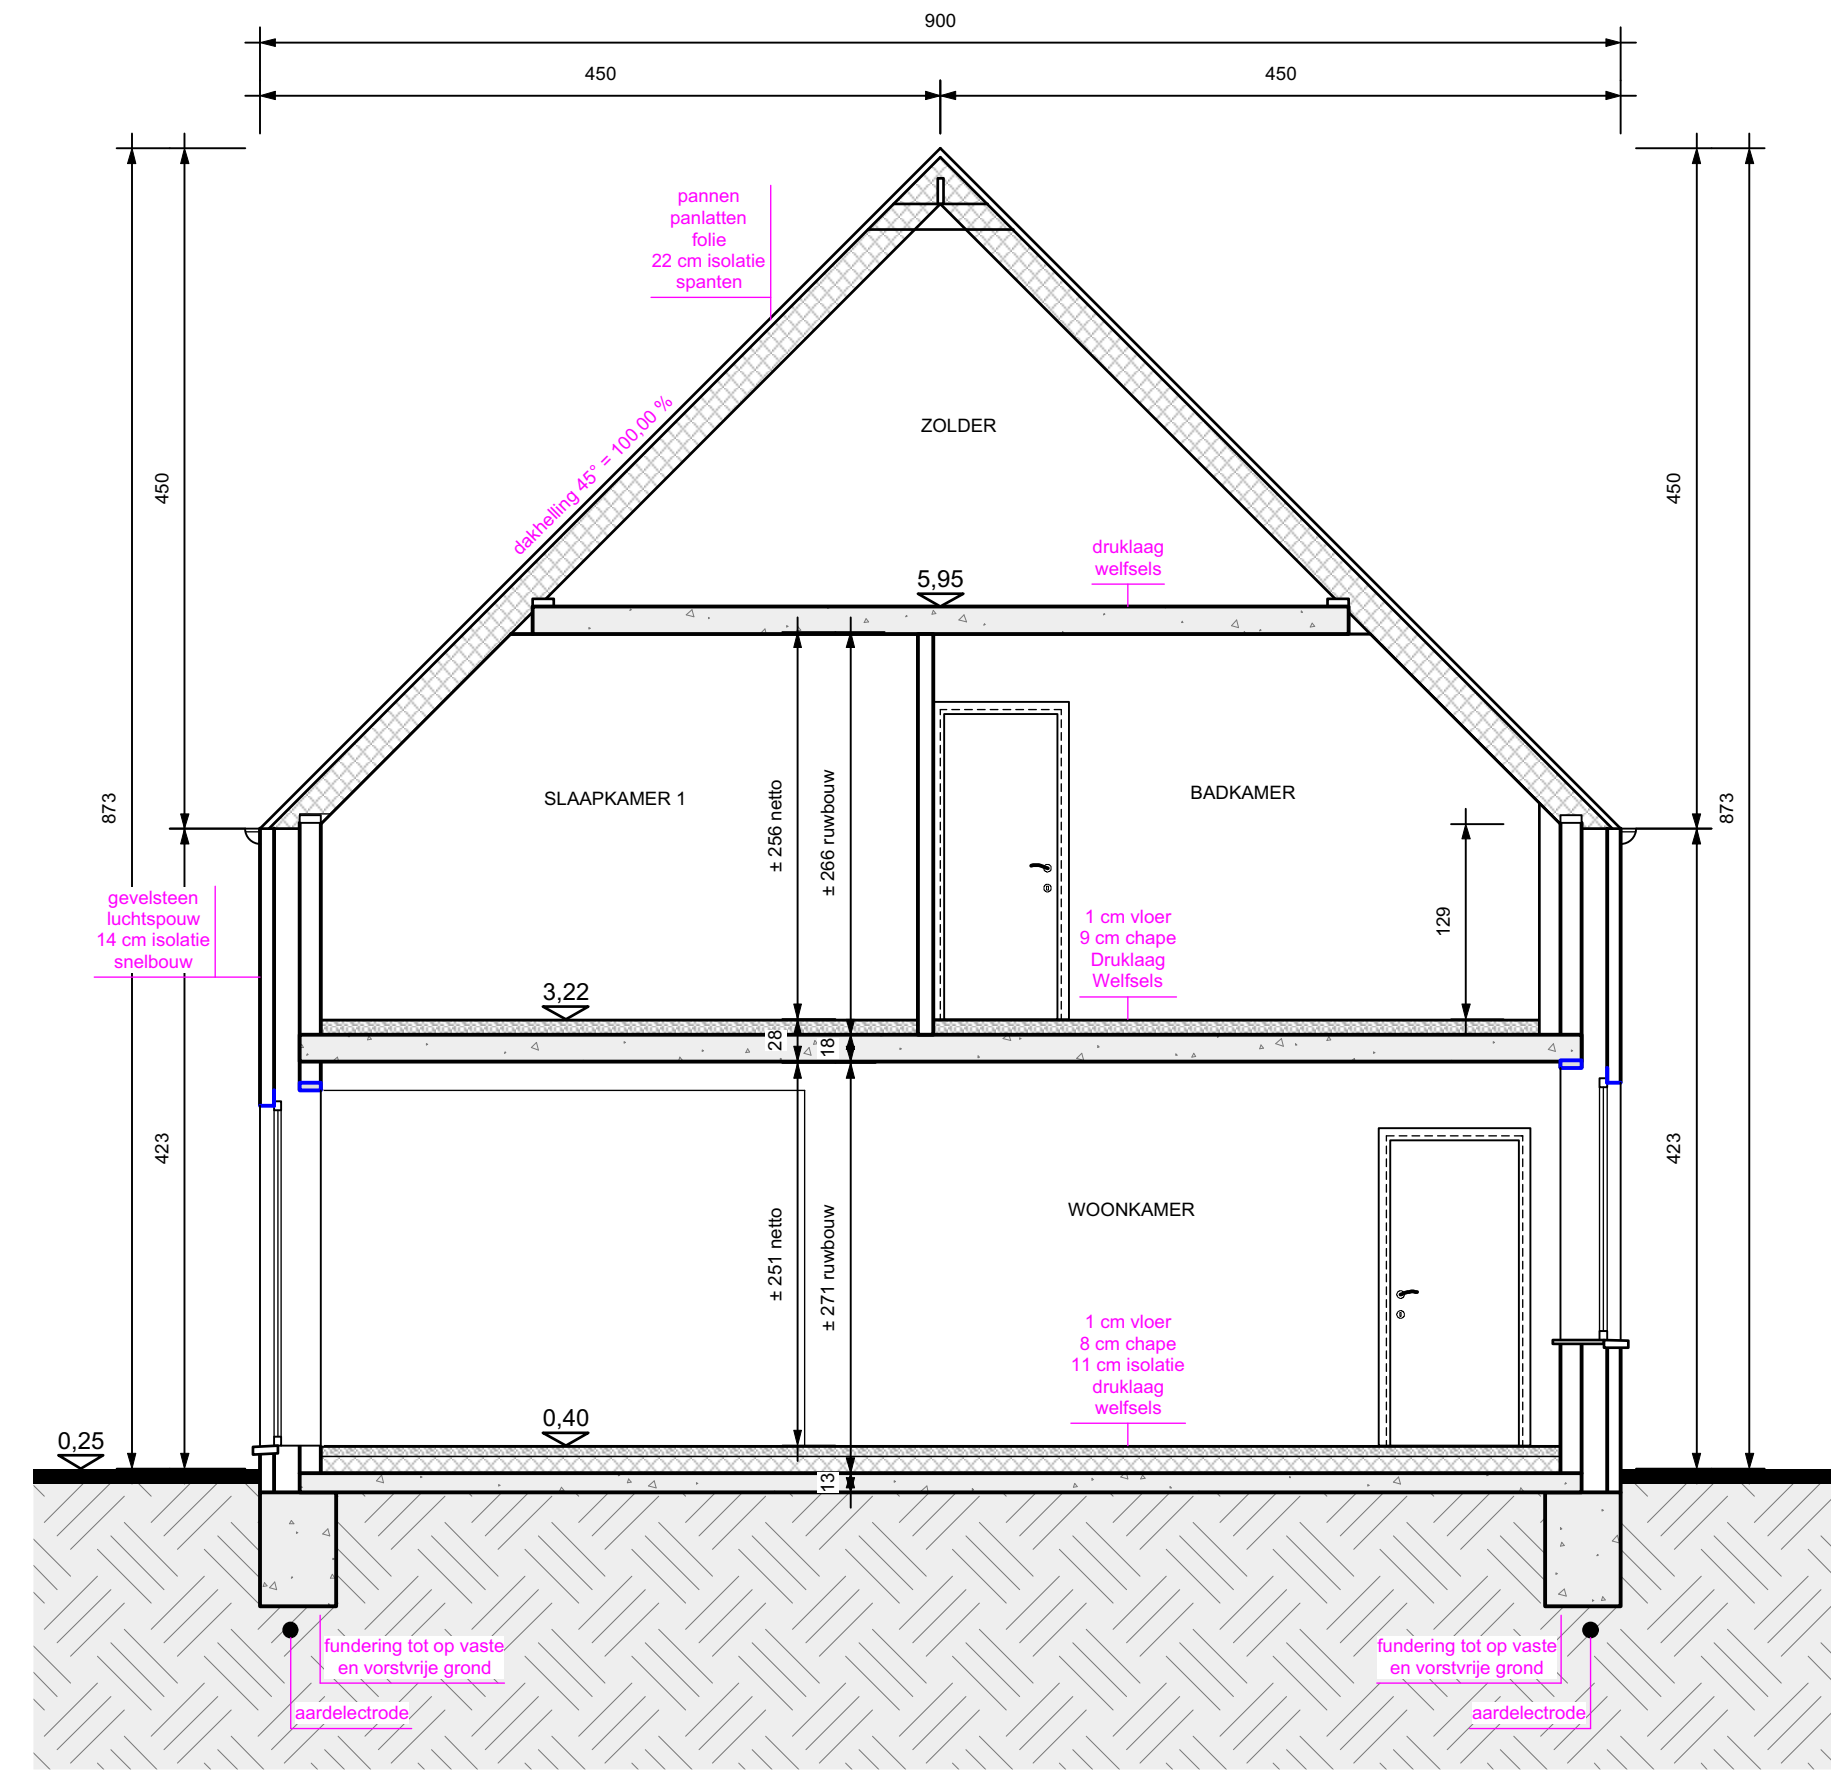 900
450
450
pannen
panlatten
folie
22 cm isolatie
spanten
dakhelling 45° = 100,00 %
ZOLDER
450
450
druklaag
welfsels
5,95
873
873
± 256 netto
± 266 ruwbouw
SLAAPKAMER 1
BADKAMER
gevelsteen
luchtspouw
14 cm isolatie
snelbouw
1 cm vloer
9 cm chape
Druklaag
Welfsels
129
3,22
28
18
423
423
± 251 netto
± 271 ruwbouw
WOONKAMER
1 cm vloer
8 cm chape
11 cm isolatie
druklaag
welfsels
0,40
0,25
13
fundering tot op vaste
en vorstvrije grond
aardelectrode
fundering tot op vaste
en vorstvrije grond
aardelectrode